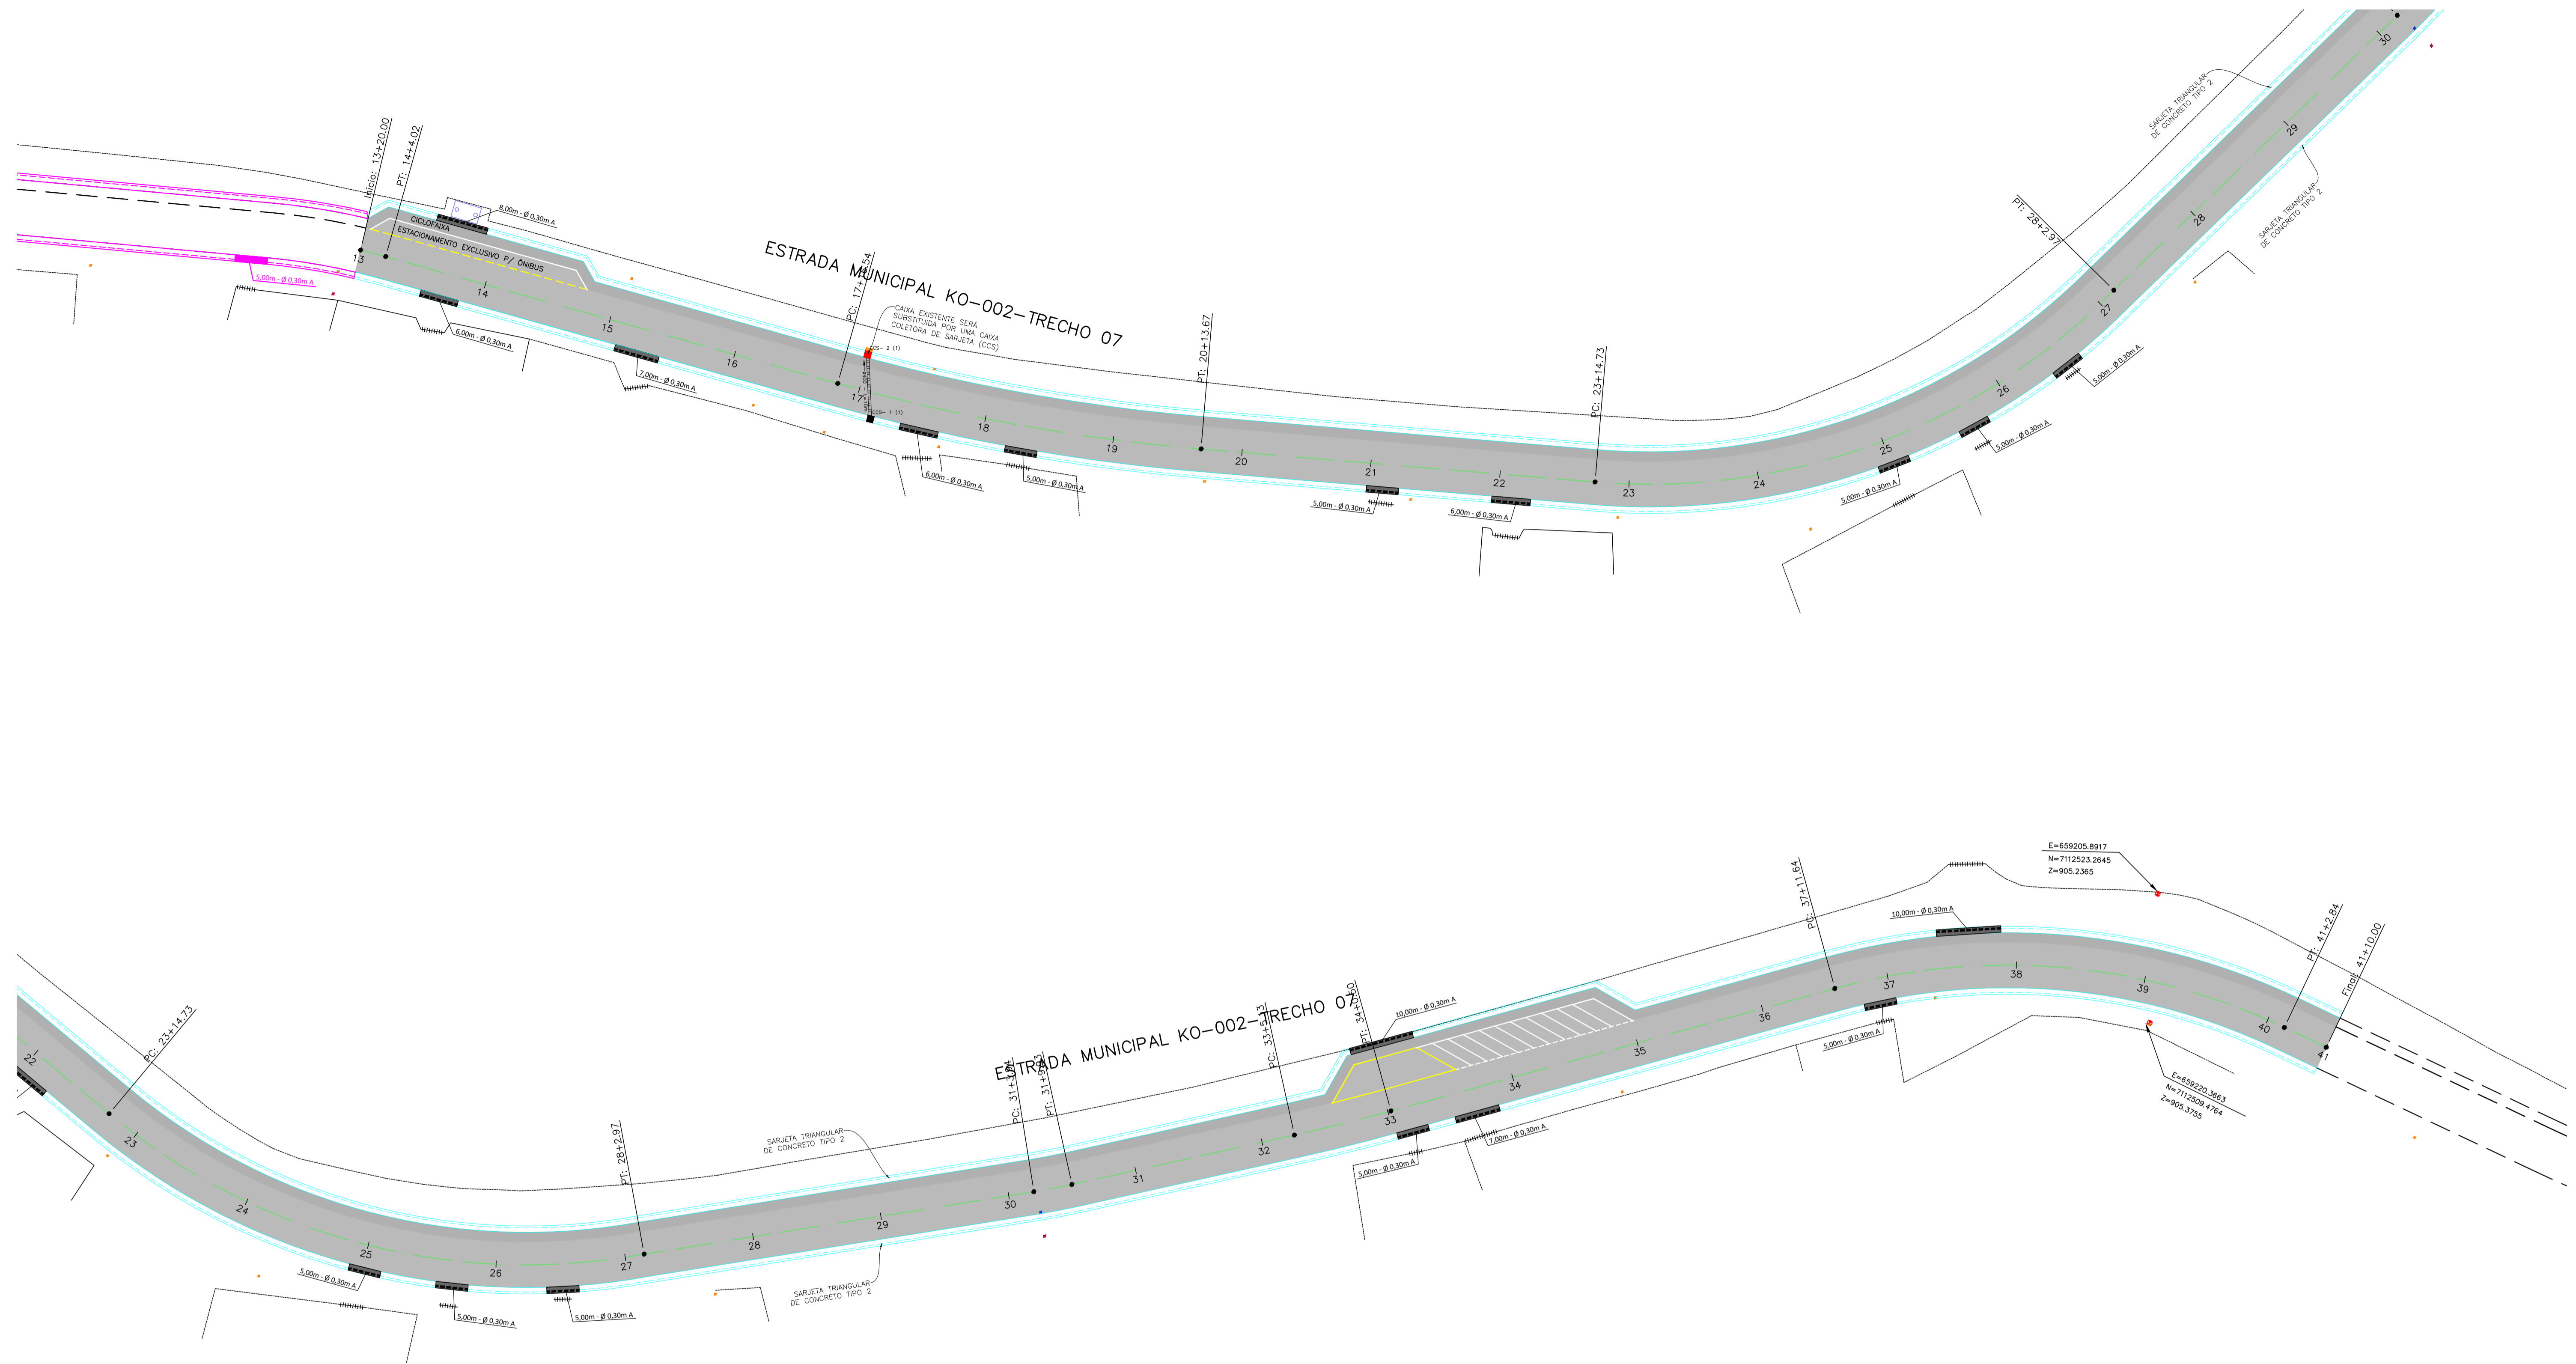 Início: 13+20.00
PT: 14+4.02
8,00m - Ø 0,30m A
CICLOFAIXA
ESTACIONAMENTO EXCLUSIVO P/ ÔNIBUS
5,00m - Ø 0,30m A
13
14
15
16
17
18
19
20
21
22
23
24
25
26
27
28
29
30
6,00m - Ø 0,30m A
7,00m - Ø 0,30m A
ESTRADA MUNICIPAL KO-002-TRECHO 07
CAIXA EXISTENTE SERÁ
SUBSTITUIDA POR UMA CAIXA
COLETORA DE SARJETA (CCS)
CCS- 2 (1)
CCS- 1 (1)
6,00m - Ø 0,30m A
5,00m - Ø 0,30m A
PT: 20+13.67
5,00m - Ø 0,30m A
6,00m - Ø 0,30m A
PC: 23+14.73
5,00m - Ø 0,30m A
5,00m - Ø 0,30m A
5,00m - Ø 0,30m A
PT: 28+2.97
SARJETA TRIANGULAR
DE CONCRETO TIPO 2
SARJETA TRIANGULAR
DE CONCRETO TIPO 2
PC: 23+14.73
22
23
24
25
26
27
28
29
30
31
32
33
34
35
36
37
38
39
40
41
5,00m - Ø 0,30m A
5,00m - Ø 0,30m A
5,00m - Ø 0,30m A
PT: 28+2.97
SARJETA TRIANGULAR
DE CONCRETO TIPO 2
SARJETA TRIANGULAR
DE CONCRETO TIPO 2
ESTRADA MUNICIPAL KO-002-TRECHO 07
10,00m - Ø 0,30m A
5,00m - Ø 0,30m A
7,00m - Ø 0,30m A
PC: 37+11.64
5,00m - Ø 0,30m A
10,00m - Ø 0,30m A
E=659205.8917
N=7112523.2645
Z=905.2365
E=659220.3663
N=7112509.4764
Z=905.3755
PT: 41+2.84
Final: 41+10.00